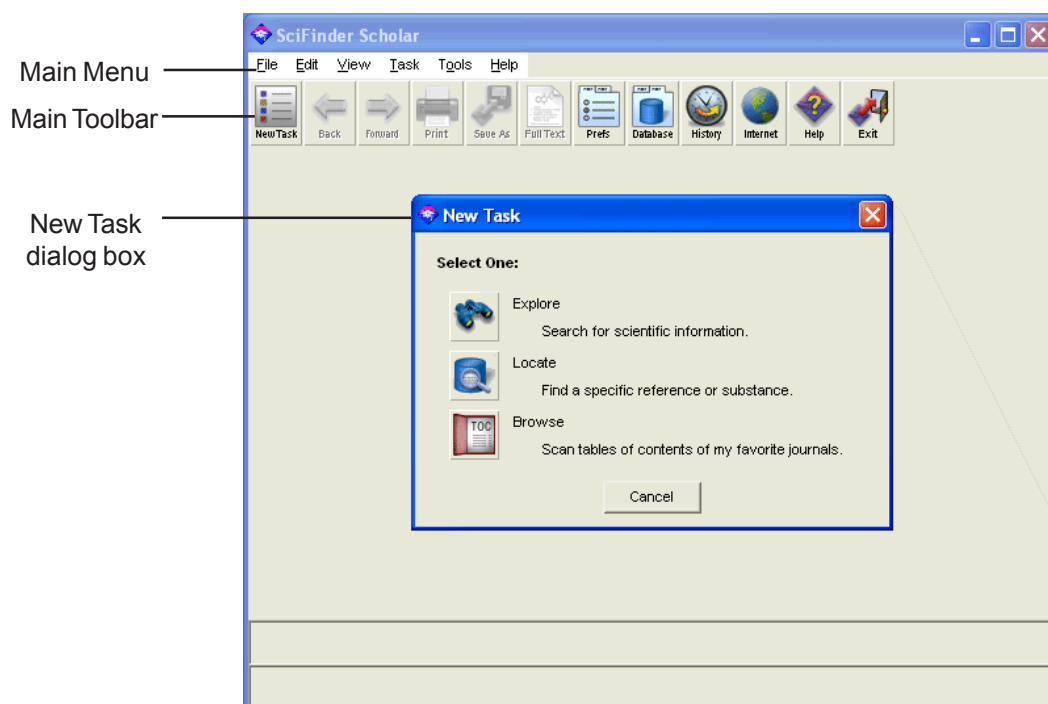 SciFinder Scholar
Main Menu
File Edit View Task Tools Help
Main Toolbar
New Task Back Forward Print Save As Full Text Prefs Database History Internet Help Exit
New Task
dialog box
New Task
Select One:
Explore
Search for scientific information.
Locate
Find a specific reference or substance.
TOC
Browse
Scan tables of contents of my favorite journals.
Cancel